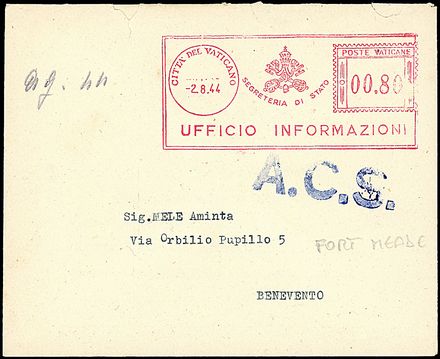 CITTÀ DEL VATICANO
-2.8.44
SEGRETERIA DI STATO
POSTE VATICANE
00.80
UFFICIO INFORMAZIONI
A.C.S.
Sig.MELE Aminta
Via Orbilio Pupillo 5
FORT MEADE
BENEVENTO